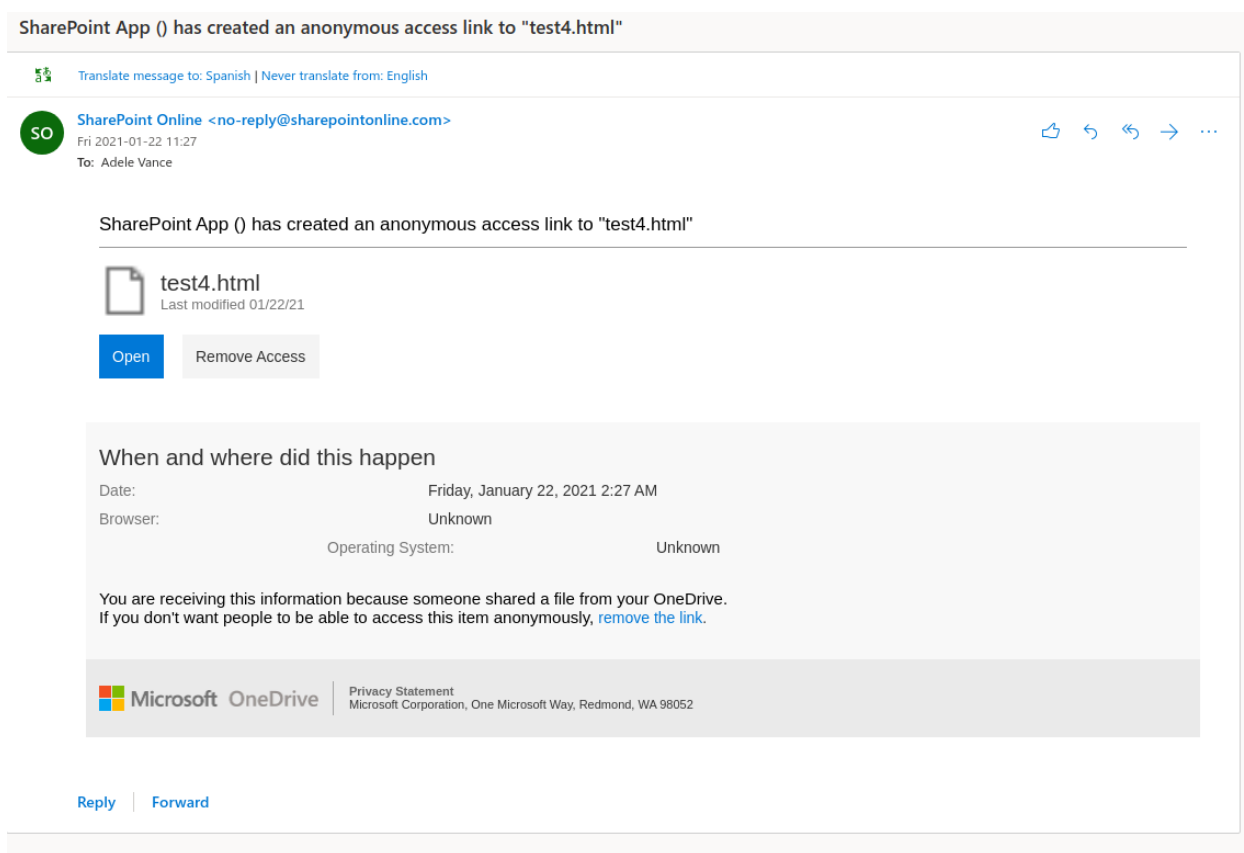 SharePoint App () has created an anonymous access link to "test4.html"
Translate message to: Spanish | Never translate from: English
SO
SharePoint Online <no-reply@sharepointonline.com>
Fri 2021-01-22 11:27
To: Adele Vance
SharePoint App () has created an anonymous access link to "test4.html"
test4.html
Last modified 01/22/21
Open Remove Access
When and where did this happen
Date: Friday, January 22, 2021 2:27 AM
Browser: Unknown
Operating System: Unknown
You are receiving this information because someone shared a file from your OneDrive.
If you don't want people to be able to access this item anonymously, remove the link.
Microsoft OneDrive
Privacy Statement
Microsoft Corporation, One Microsoft Way, Redmond, WA 98052
Reply Forward